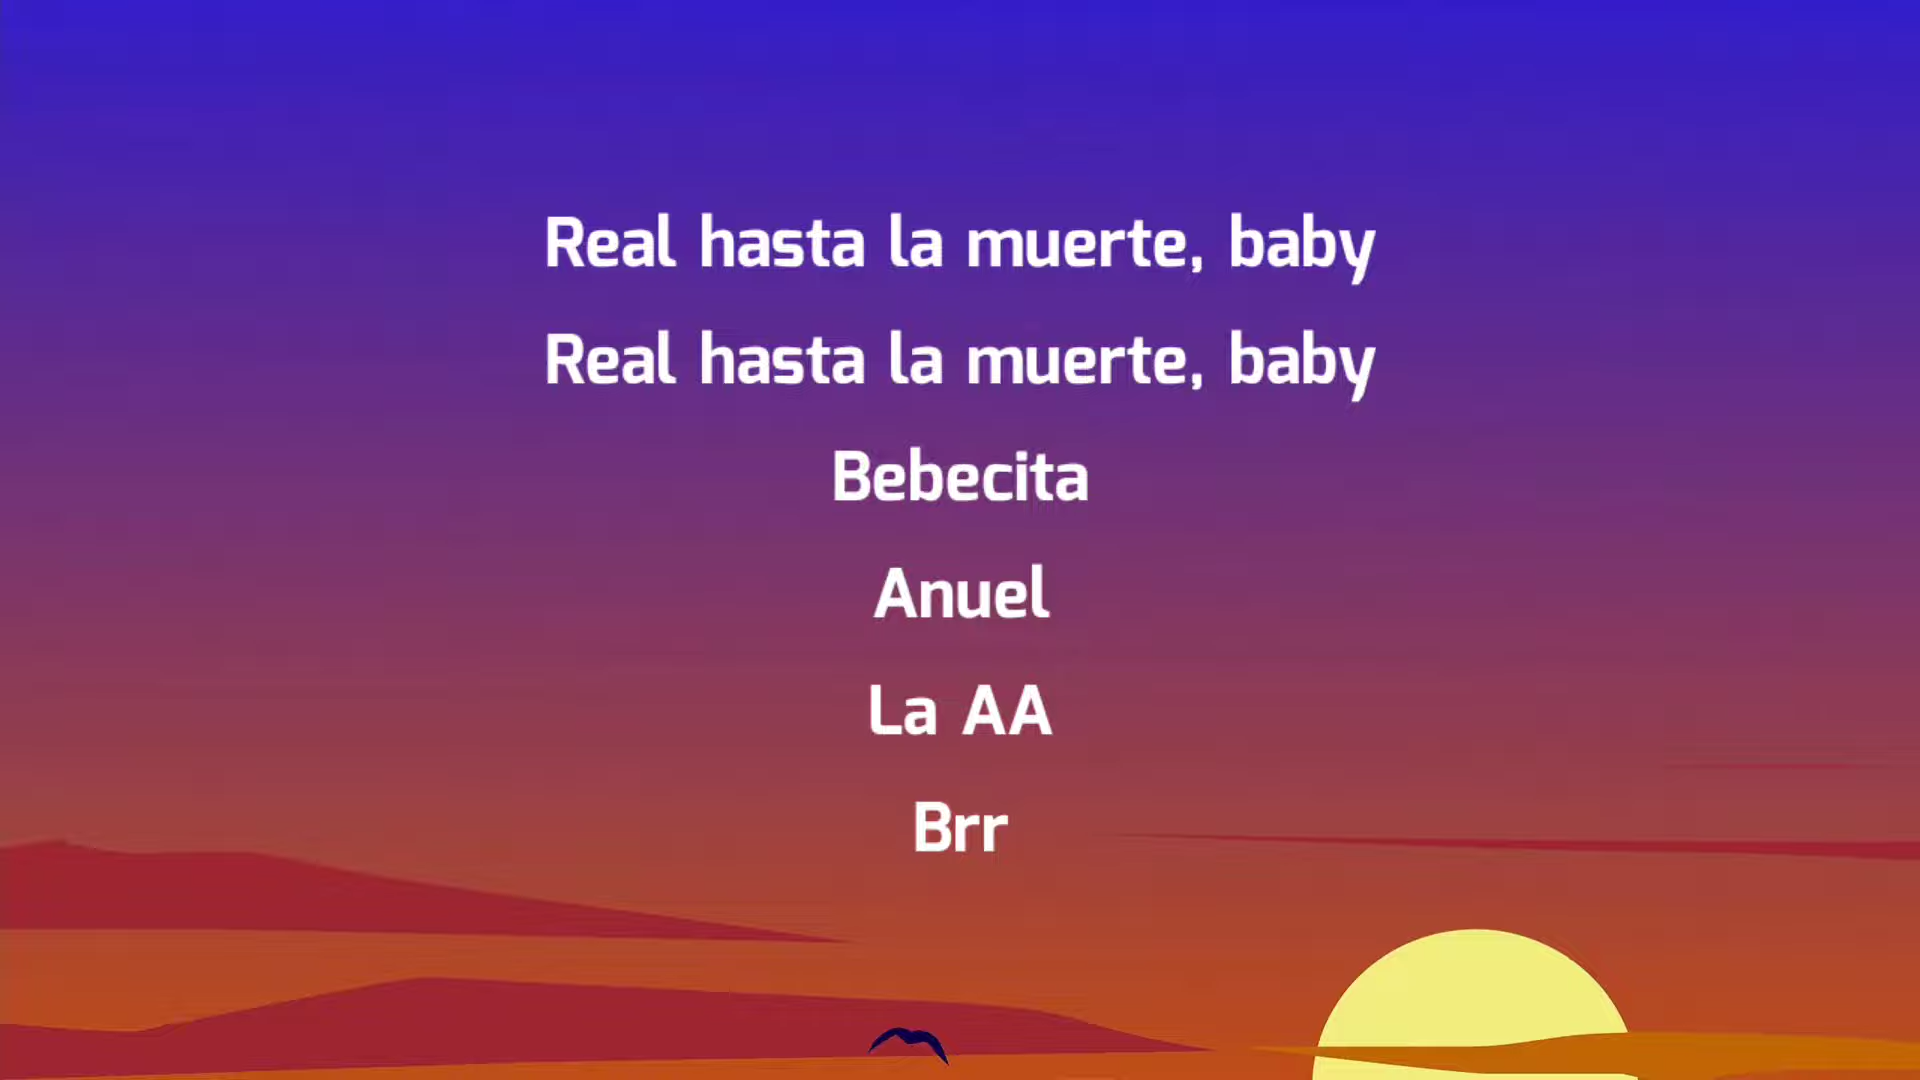 Real hasta la muerte, baby
Real hasta la muerte, baby
Bebecita
Anuel
La AA
Brr